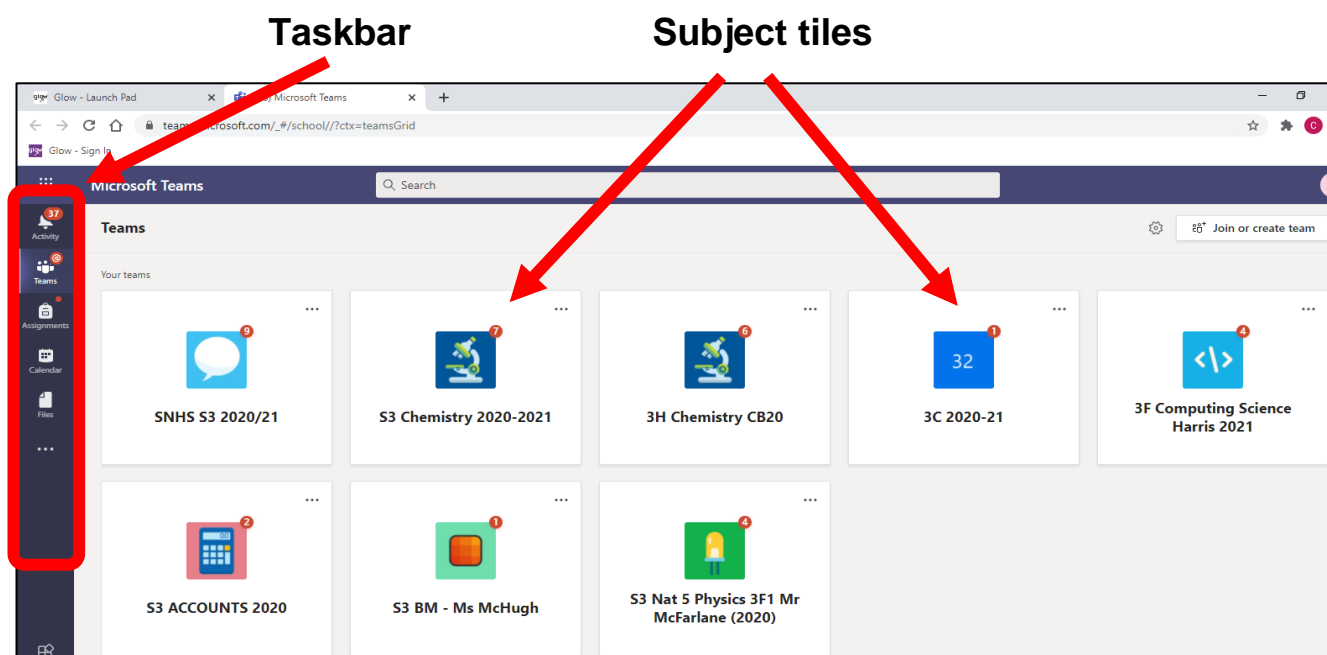 Taskbar Subject tiles
glow Glow - Launch Pad Microsoft Teams
teams.microsoft.com/_#/school//?ctx=teamsGrid C
glow Glow - Sign In
Microsoft Teams Search
37
Activity Teams Join or create team
@
Teams Your teams
Assignments
Calendar
Files
9 7 6 1 4
32
SNHS S3 2020/21 S3 Chemistry 2020-2021 3H Chemistry CB20 3C 2020-21 3F Computing Science
Harris 2021
2 1 4
S3 ACCOUNTS 2020 S3 BM - Ms McHugh S3 Nat 5 Physics 3F1 Mr
McFarlane (2020)